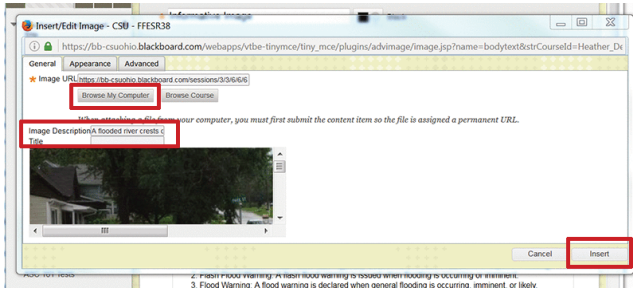 Informative Image
Black
Insert/Edit Image - CSU - FFESR38
https://bb-csuohio.blackboard.com/webapps/vtbe-tinymce/tiny_mce/plugins/advimage/image.jsp?name=bodytext&strCourseId=Heather_De
General Appearance Advanced
★ Image URL https://bb-csuohio.blackboard.com/sessions/3/3/6/6/6
Browse My Computer Browse Course
When attaching a file from your computer, you must first submit the content item so the file is assigned a permanent URL.
Image Description A flooded river crests o
Title
Cancel Insert
ASC 101 Tests
2. Flash Flood Warning: A flash flood warning is issued when flooding is occurring or imminent.
3. Flood Warning: A flood warning is declared when general flooding is occurring, imminent, or likely.